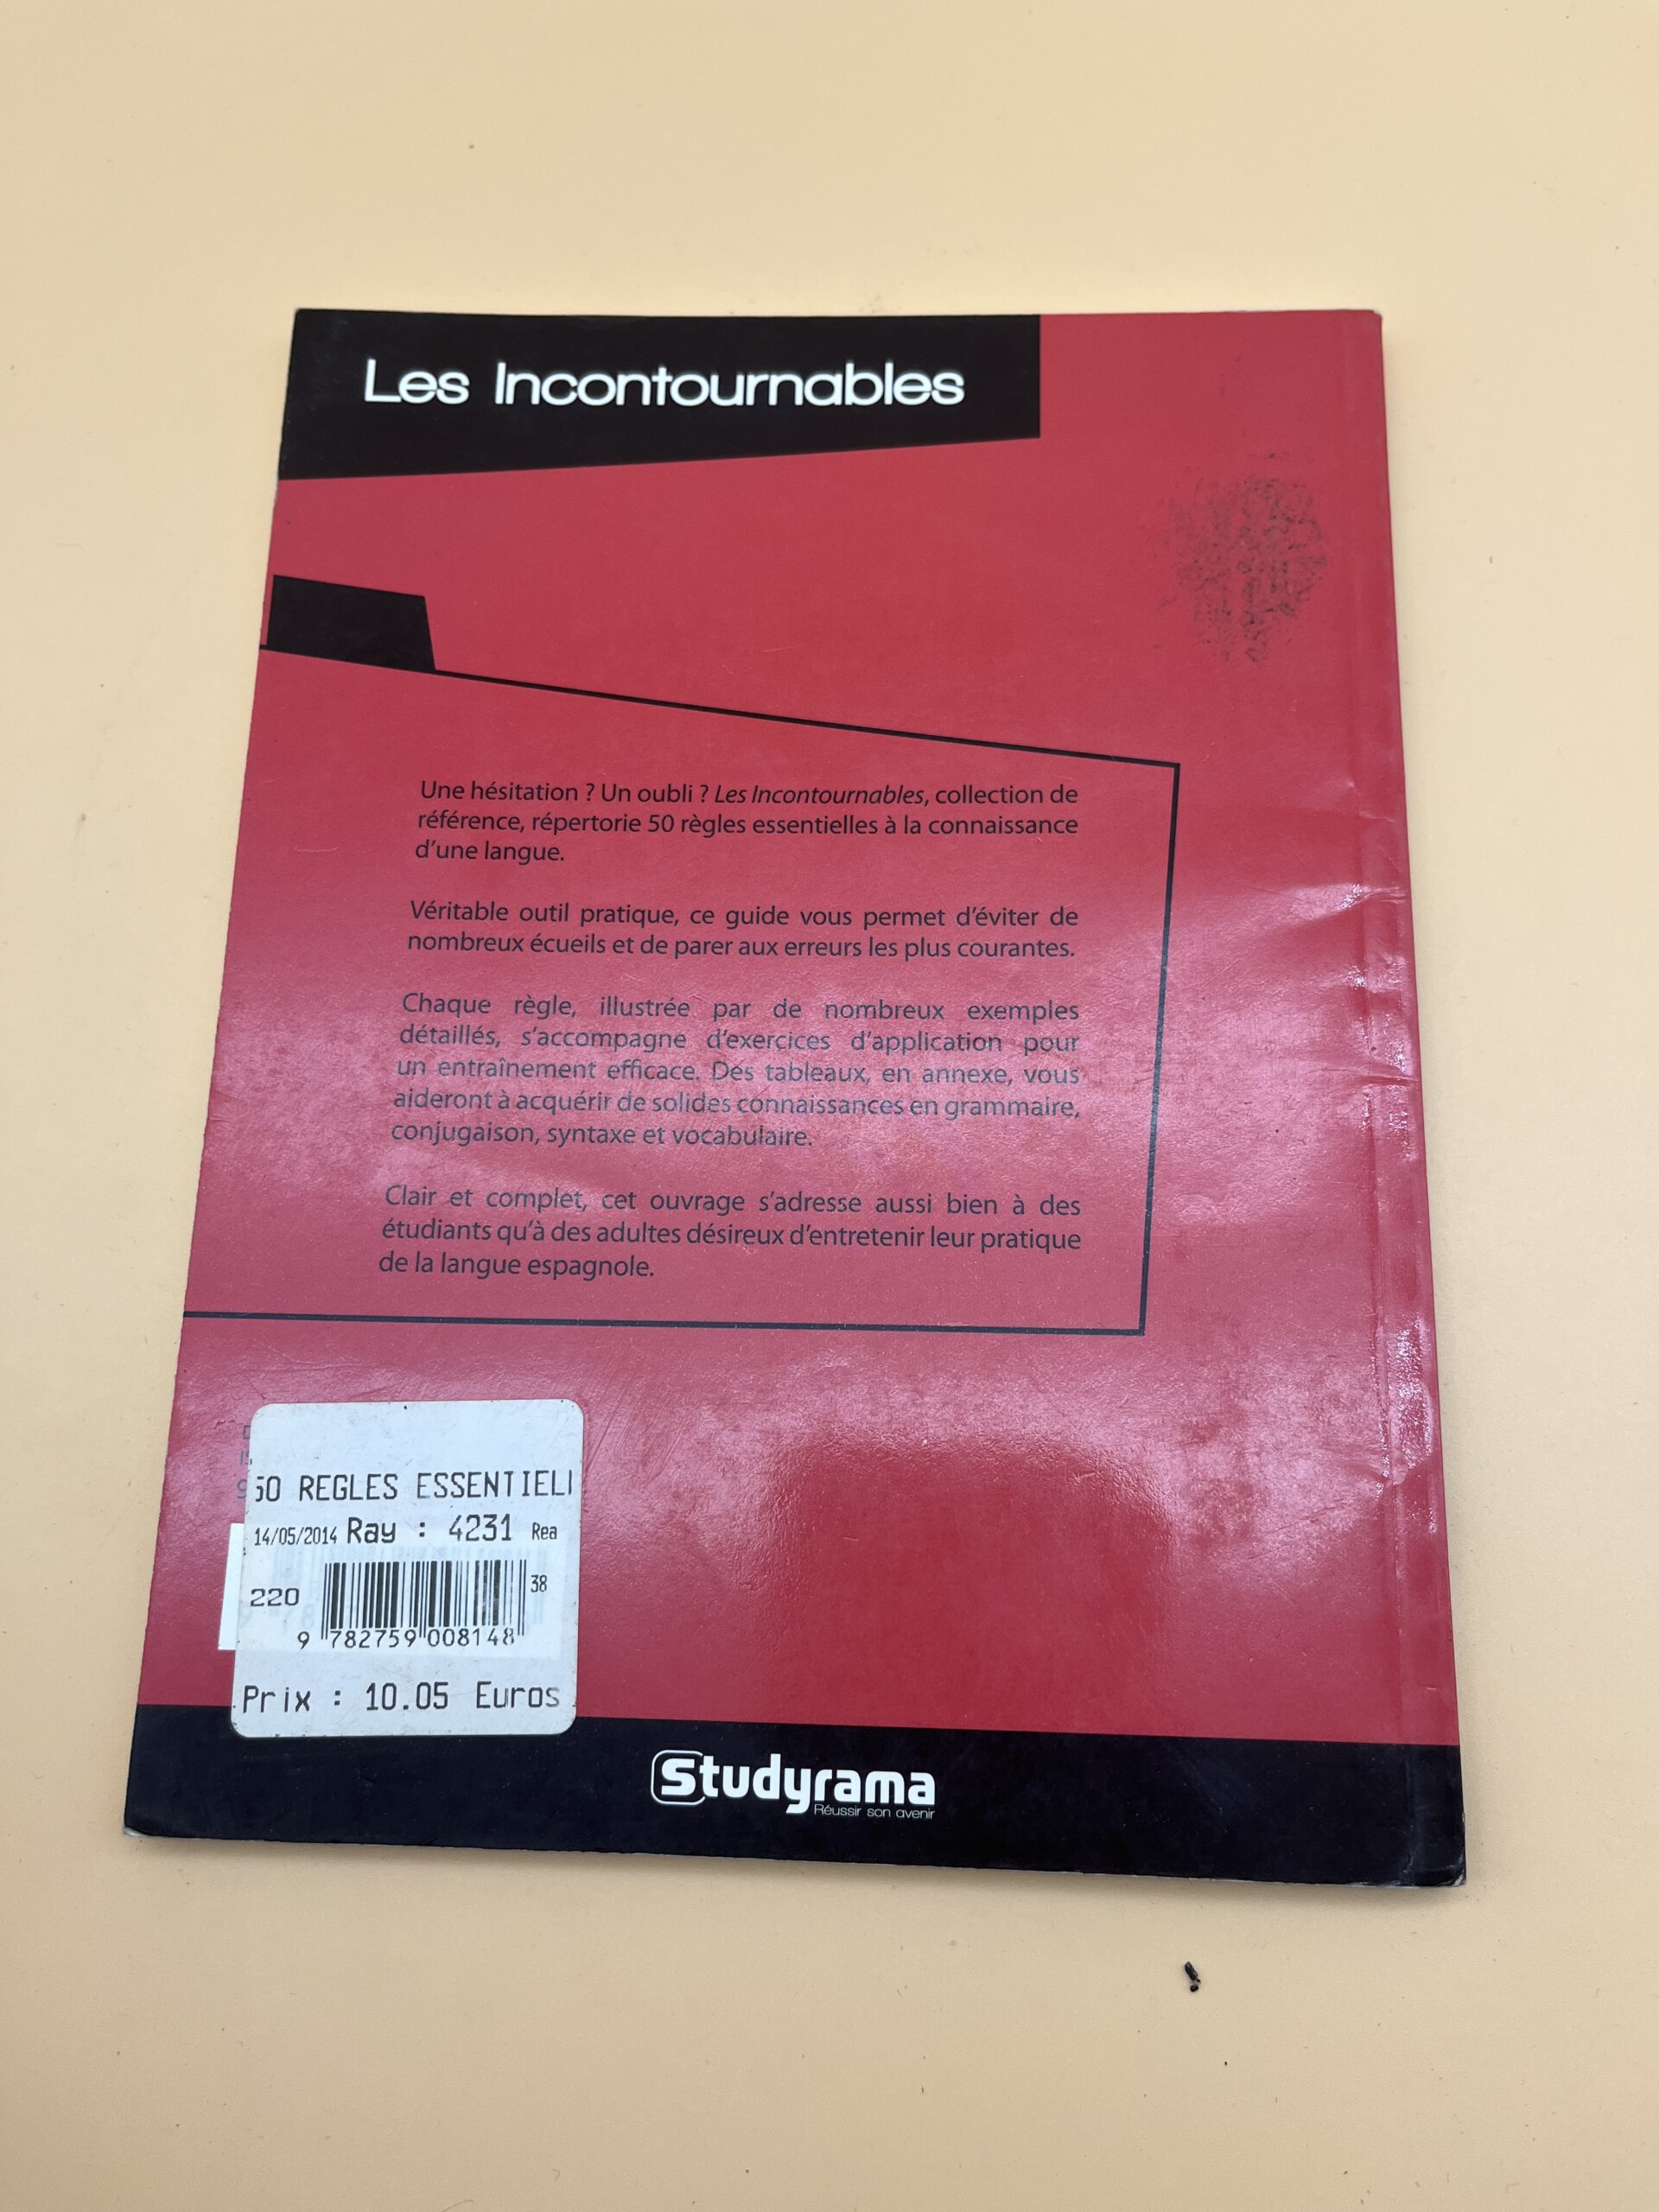 Les Incontournables
Une hésitation ? Un oubli ? Les Incontournables, collection de
référence, répertorie 50 règles essentielles à la connaissance
d'une langue.
Véritable outil pratique, ce guide vous permet d'éviter de
nombreux écueils et de parer aux erreurs les plus courantes.
Chaque règle, illustrée par de nombreux exemples
détaillés, s'accompagne d'exercices d'application pour
un entraînement efficace. Des tableaux, en annexe, vous
aideront à acquérir de solides connaissances en grammaire,
conjugaison, syntaxe et vocabulaire.
Clair et complet, cet ouvrage s'adresse aussi bien à des
étudiants qu'à des adultes désireux d'entretenir leur pratique
de la langue espagnole.
50 REGLES ESSENTIEL
14/05/2014 Ray : 4231 Rea
220
38
9 782759 008148
Prix : 10.05 Euros
Studyrama
Réussir son avenir